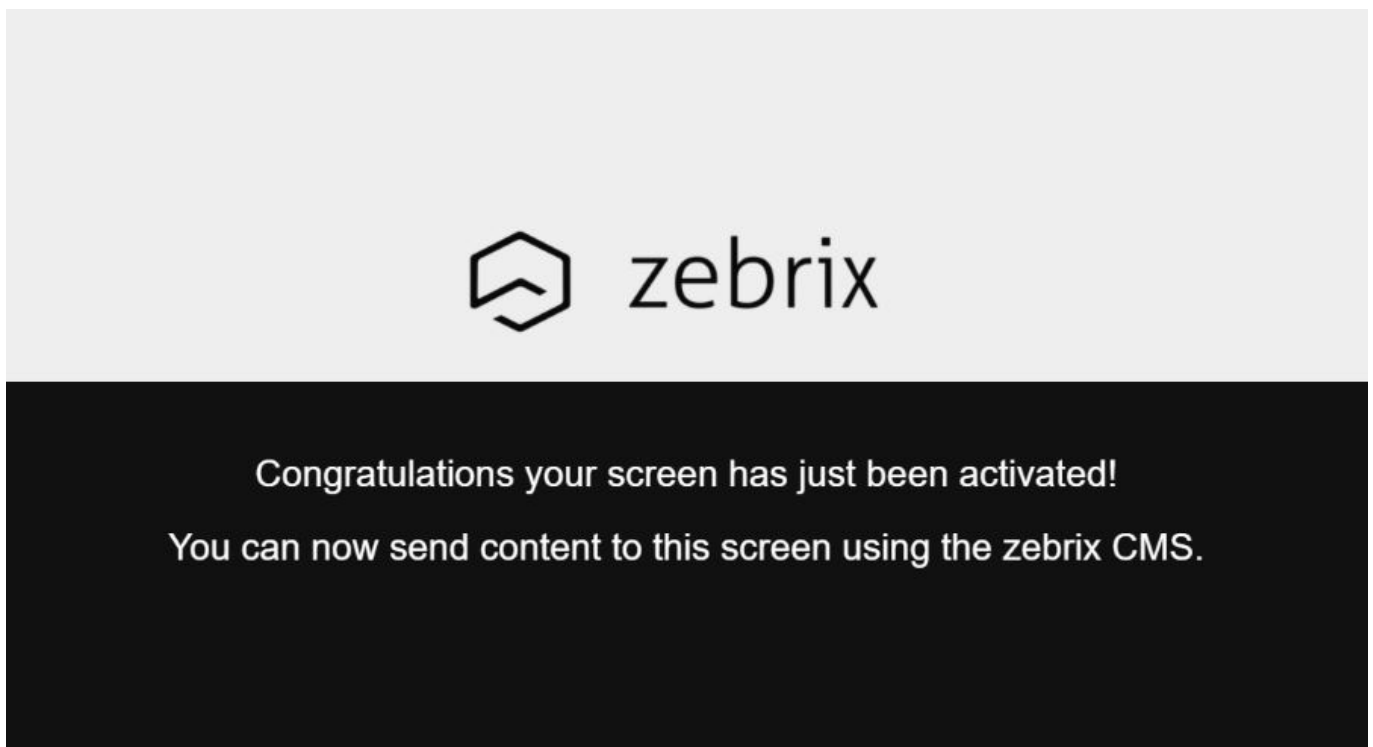 zebrix
Congratulations your screen has just been activated!
You can now send content to this screen using the zebrix CMS.